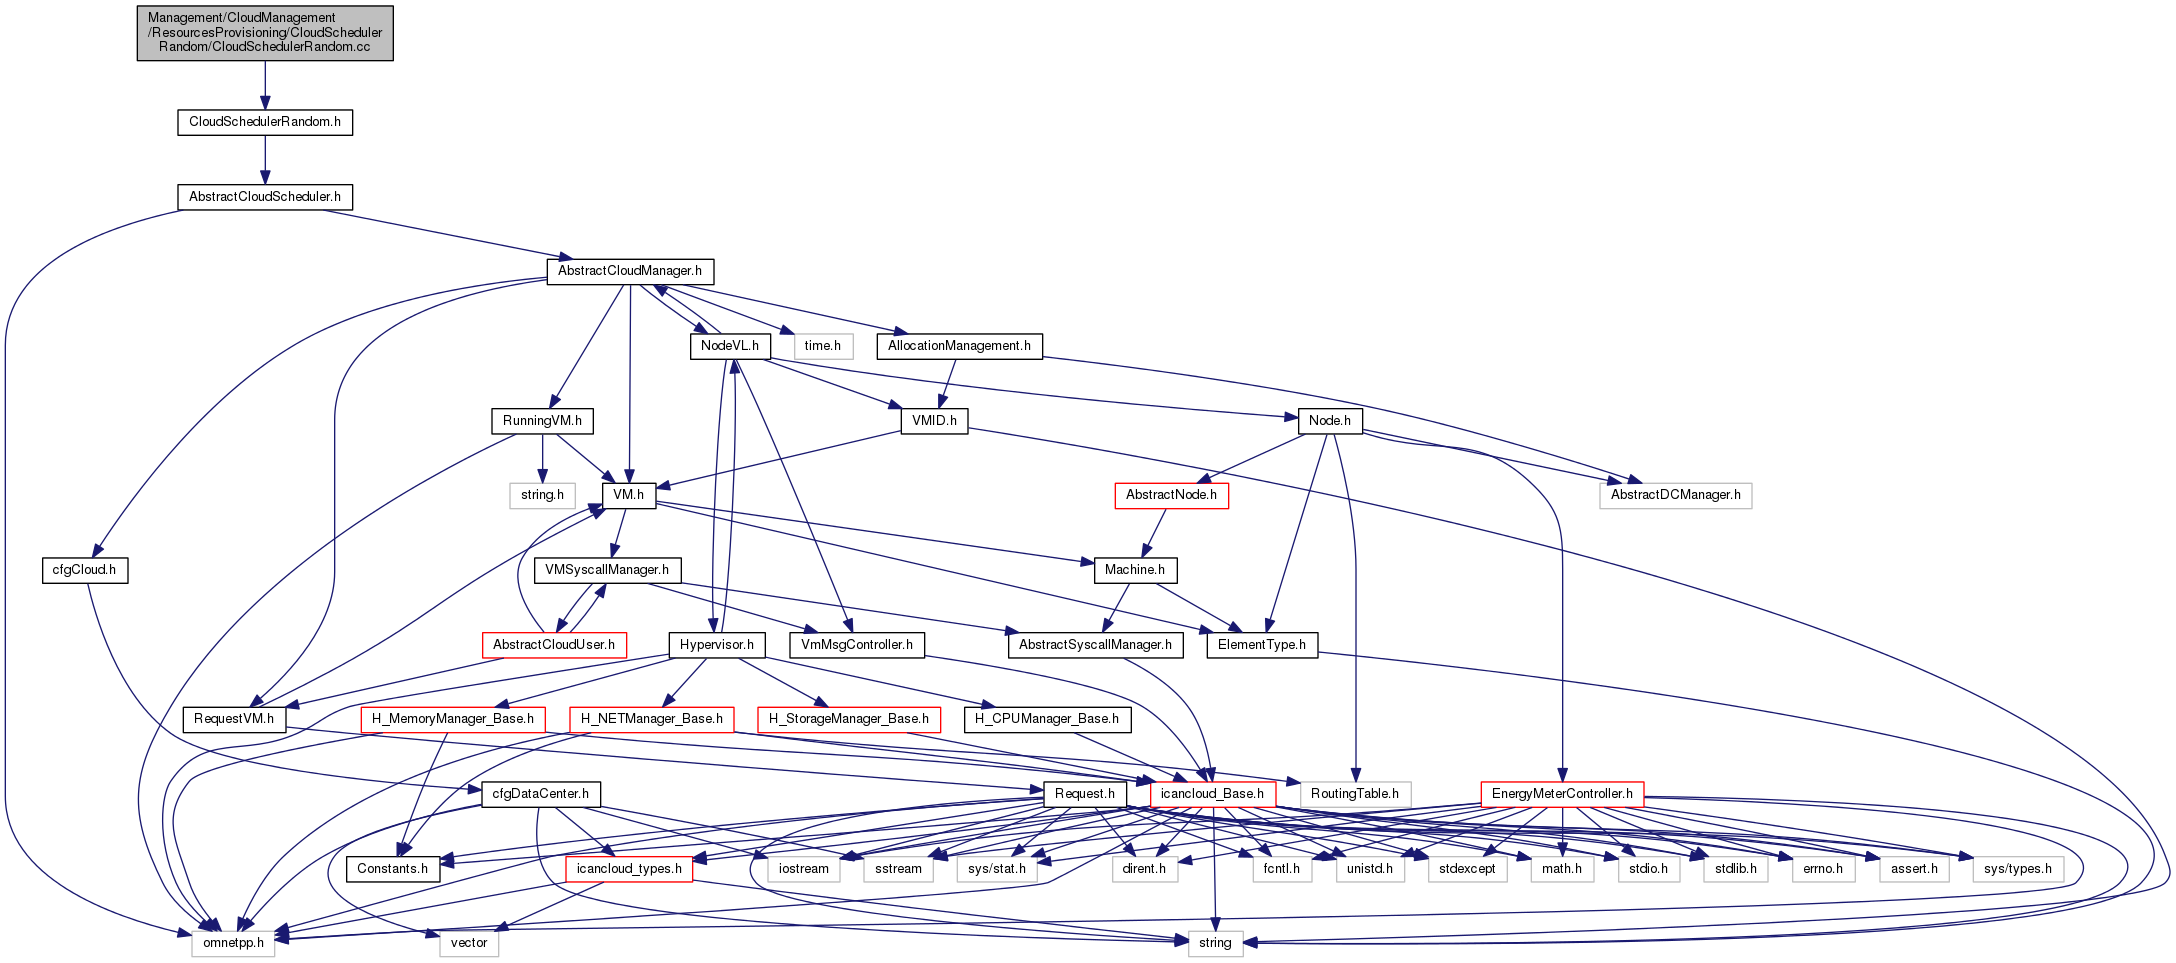 Management/CloudManagement
/ResourcesProvisioning/CloudScheduler
Random/CloudSchedulerRandom.cc
CloudSchedulerRandom.h
AbstractCloudScheduler.h
AbstractCloudManager.h
NodeVL.h
time.h
AllocationManagement.h
RunningVM.h
VMID.h
Node.h
string.h
VM.h
AbstractNode.h
AbstractDCManager.h
cfgCloud.h
VMSyscallManager.h
Machine.h
AbstractCloudUser.h
Hypervisor.h
VmMsgController.h
AbstractSyscallManager.h
ElementType.h
RequestVM.h
H_MemoryManager_Base.h
H_NETManager_Base.h
H_StorageManager_Base.h
H_CPUManager_Base.h
cfgDataCenter.h
Request.h
icancloud_Base.h
RoutingTable.h
EnergyMeterController.h
Constants.h
icancloud_types.h
iostream
sstream
sys/stat.h
dirent.h
fcntl.h
unistd.h
stdexcept
math.h
stdio.h
stdlib.h
errno.h
assert.h
sys/types.h
omnetpp.h
vector
string